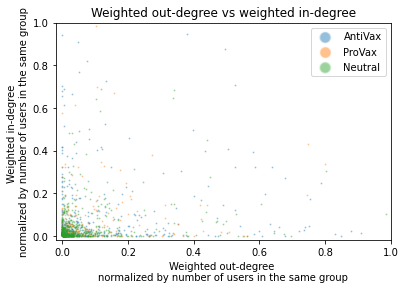 Weighted out-degree vs weighted in-degree
Weighted in-degree
normalized by number of users in the same group
1.0
0.8
0.6
0.4
0.2
0.0
AntiVax
ProVax
Neutral
0.0 0.2 0.4 0.6 0.8 1.0
Weighted out-degree
normalized by number of users in the same group